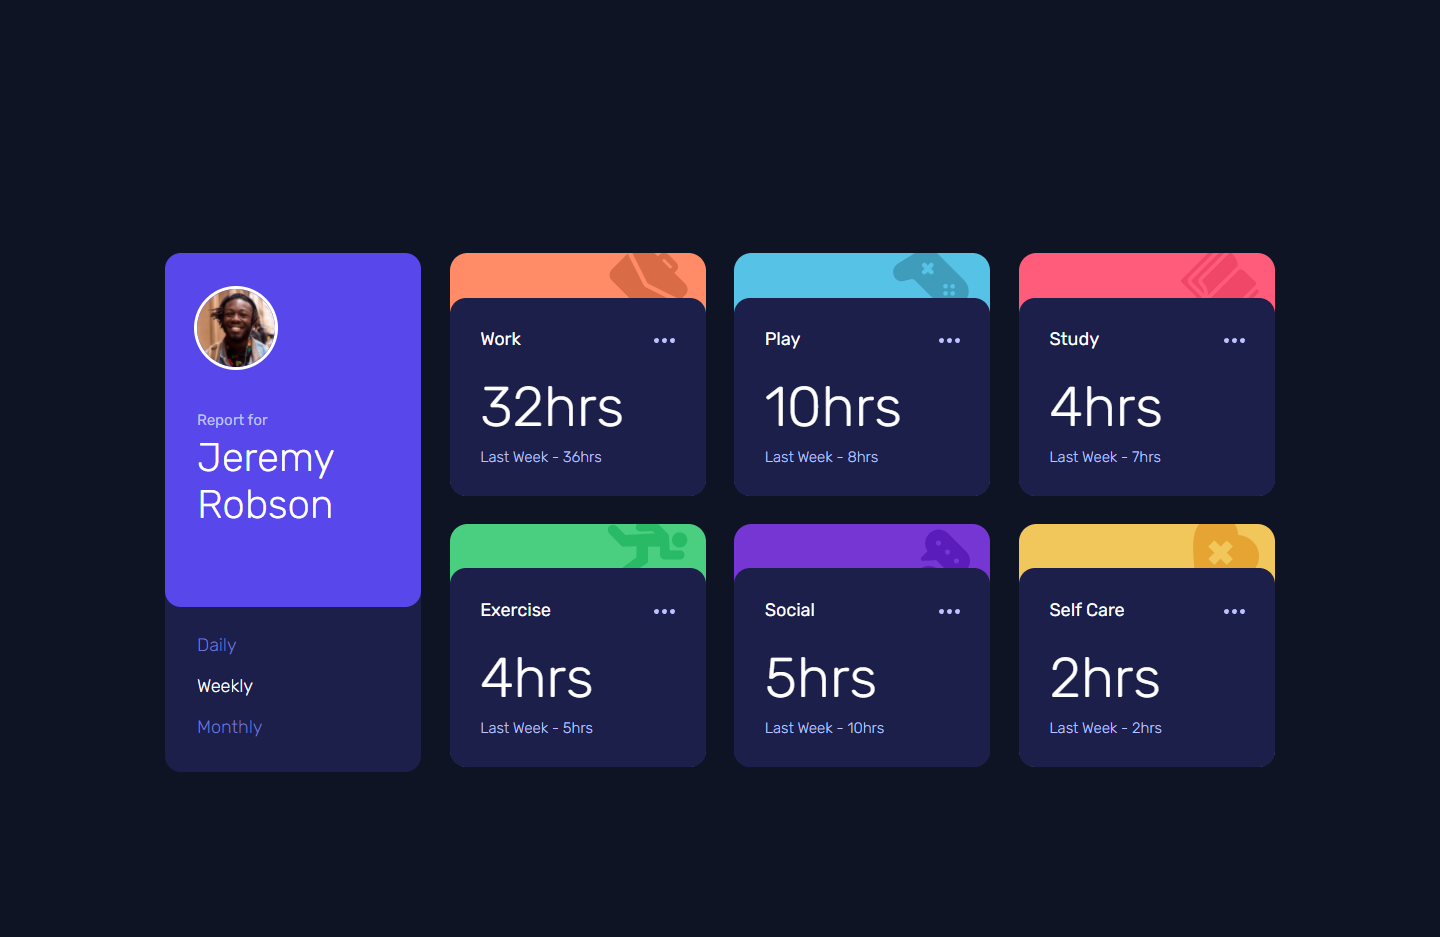 Report for
Jeremy
Robson
Daily
Weekly
Monthly
Work
32hrs
Last Week - 36hrs
Play
10hrs
Last Week - 8hrs
Study
4hrs
Last Week - 7hrs
Exercise
4hrs
Last Week - 5hrs
Social
5hrs
Last Week - 10hrs
Self Care
2hrs
Last Week - 2hrs